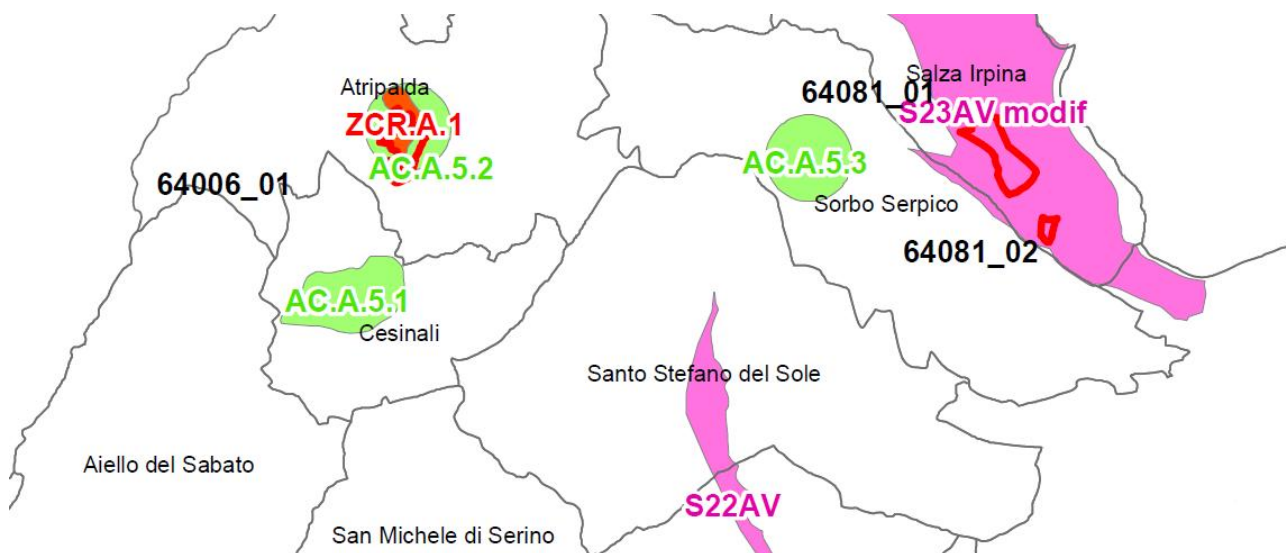 Salza Irpina
Atripalda
64081_01
S23AV modif
ZCR.A.1
AC.A.5.3
AC.A.5.2
64006_01
Sorbo Serpico
64081_02
AC.A.5.1
Cesinali
Santo Stefano del Sole
Aiello del Sabato
S22AV
San Michele di Serino